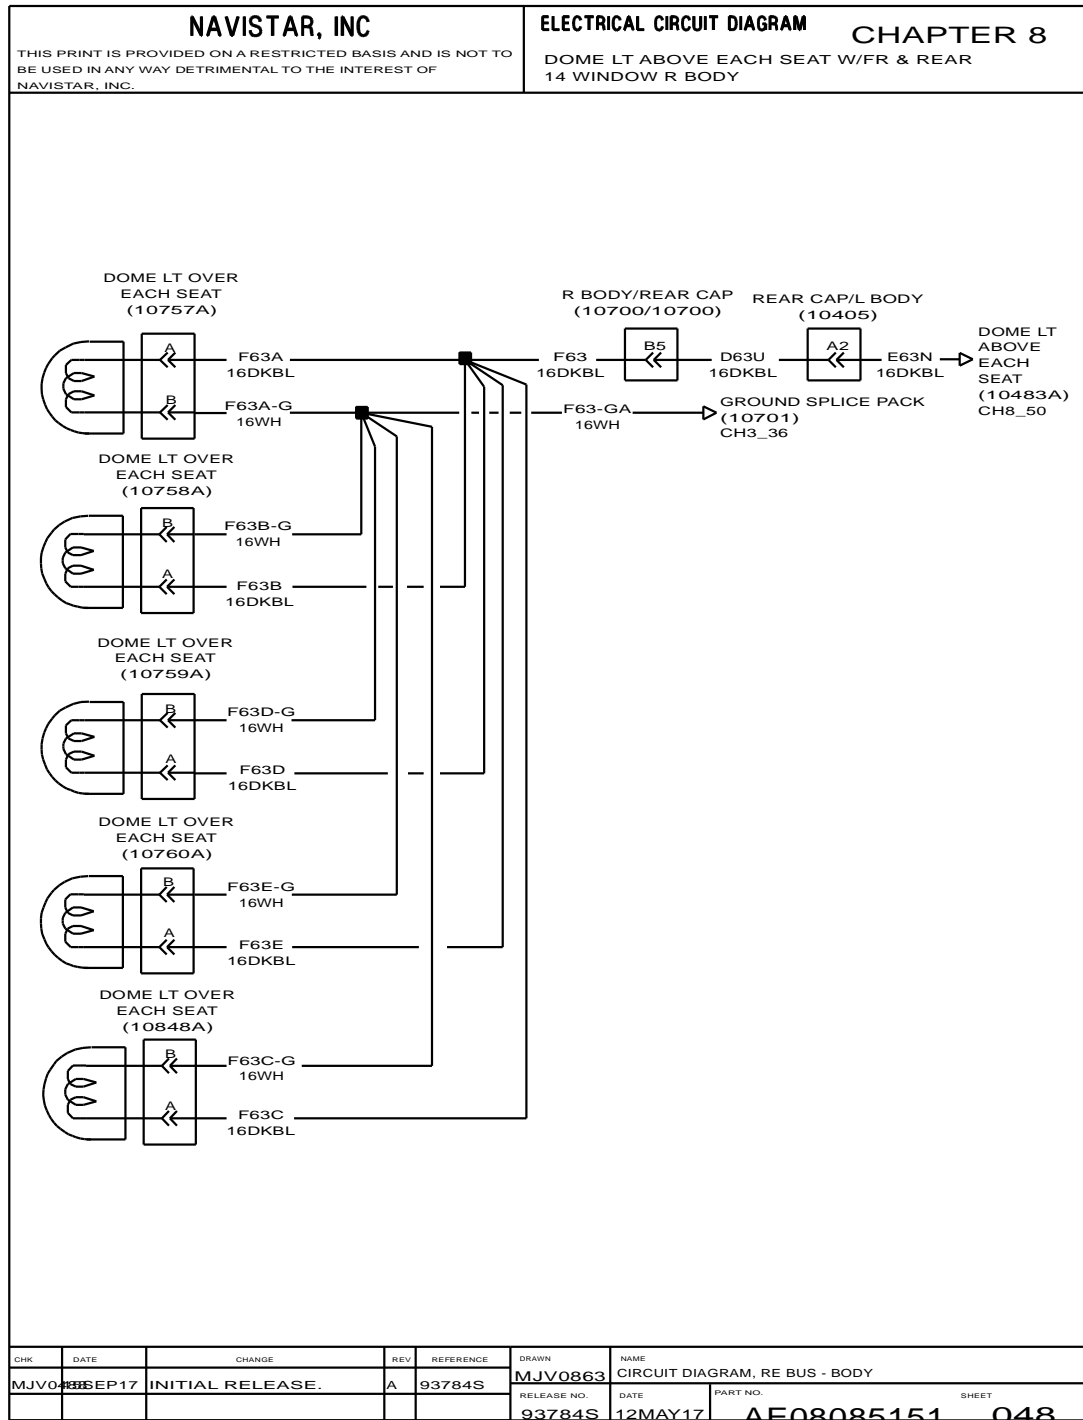 NAVISTAR, INC
THIS PRINT IS PROVIDED ON A RESTRICTED BASIS AND IS NOT TO
BE USED IN ANY WAY DETRIMENTAL TO THE INTEREST OF
NAVISTAR, INC.
ELECTRICAL CIRCUIT DIAGRAM
CHAPTER 8
DOME LT ABOVE EACH SEAT W/FR & REAR
14 WINDOW R BODY
DOME LT OVER
EACH SEAT
(10757A)
A
F63A
16DKBL
B
F63A-G
16WH
R BODY/REAR CAP
(10700/10700)
F63
16DKBL
B5
D63U
16DKBL
REAR CAP/L BODY
(10405)
A2
E63N
16DKBL
DOME LT
ABOVE
EACH
SEAT
(10483A)
CH8_50
F63-GA
16WH
GROUND SPLICE PACK
(10701)
CH3_36
DOME LT OVER
EACH SEAT
(10758A)
B
F63B-G
16WH
A
F63B
16DKBL
DOME LT OVER
EACH SEAT
(10759A)
B
F63D-G
16WH
A
F63D
16DKBL
DOME LT OVER
EACH SEAT
(10760A)
B
F63E-G
16WH
A
F63E
16DKBL
DOME LT OVER
EACH SEAT
(10848A)
B
F63C-G
16WH
A
F63C
16DKBL
CHK DATE CHANGE REV REFERENCE
SEP17 INITIAL RELEASE. A 93784S
DRAWN
MJV0863
NAME
CIRCUIT DIAGRAM, RE BUS - BODY
RELEASE NO.
93784S
DATE
12MAY17
PART NO.
AE08085151
SHEET
048